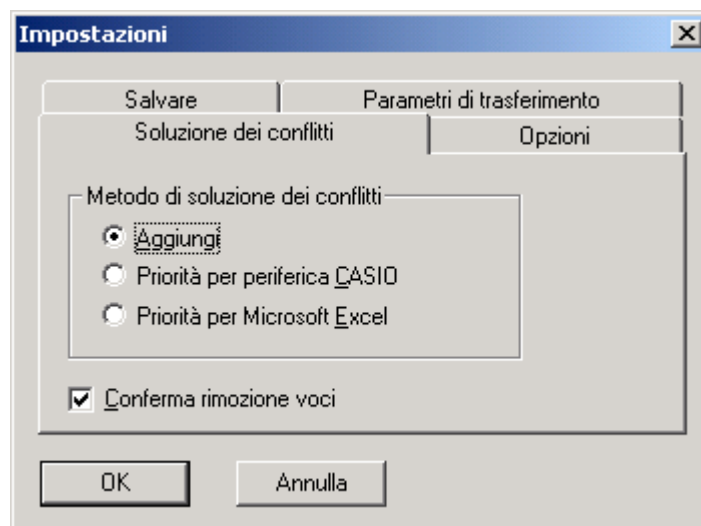 Impostazioni
Salvare
Parametri di trasferimento
Soluzione dei conflitti
Opzioni
Metodo di soluzione dei conflitti
Aggiungi
Priorità per periferica CASIO
Priorità per Microsoft Excel
Conferma rimozione voci
OK
Annulla